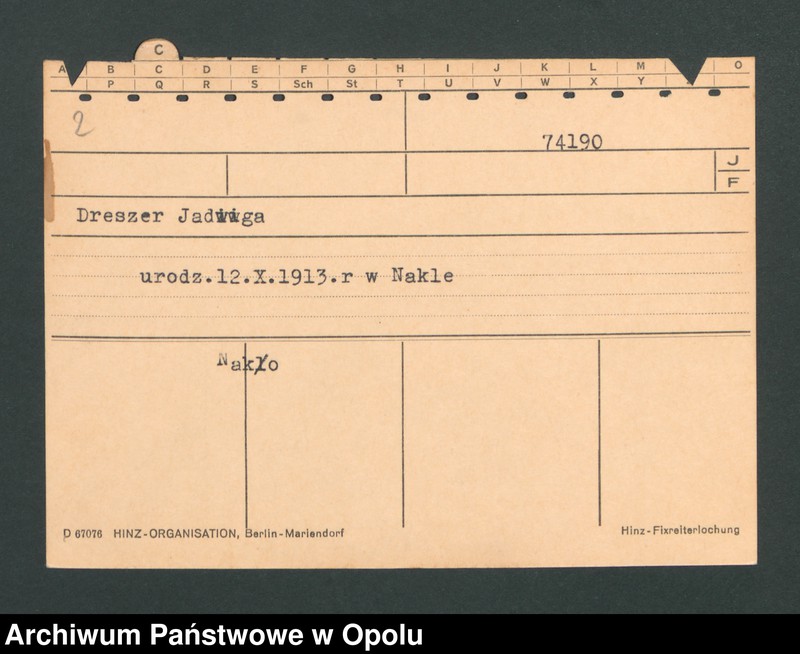 C
A B C D E F G H I J K L M O
P Q R S Sch St T U V W X Y
2
74190
J
F
Dreszer Jadwiga
urodz.12.X.1913.r w Nakle
Nakło
D 67076 HINZ-ORGANISATION, Berlin-Mariendorf
Hinz-Fixreiterlochung
Archiwum Państwowe w Opolu